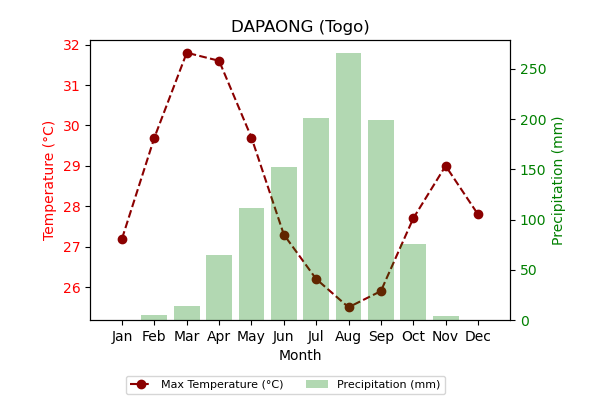 DAPAONG (Togo)
32
31
30
29
28
27
26
Temperature (°C)
250
200
150
100
50
0
Precipitation (mm)
Jan Feb Mar Apr May Jun Jul Aug Sep Oct Nov Dec
Month
Max Temperature (°C) Precipitation (mm)